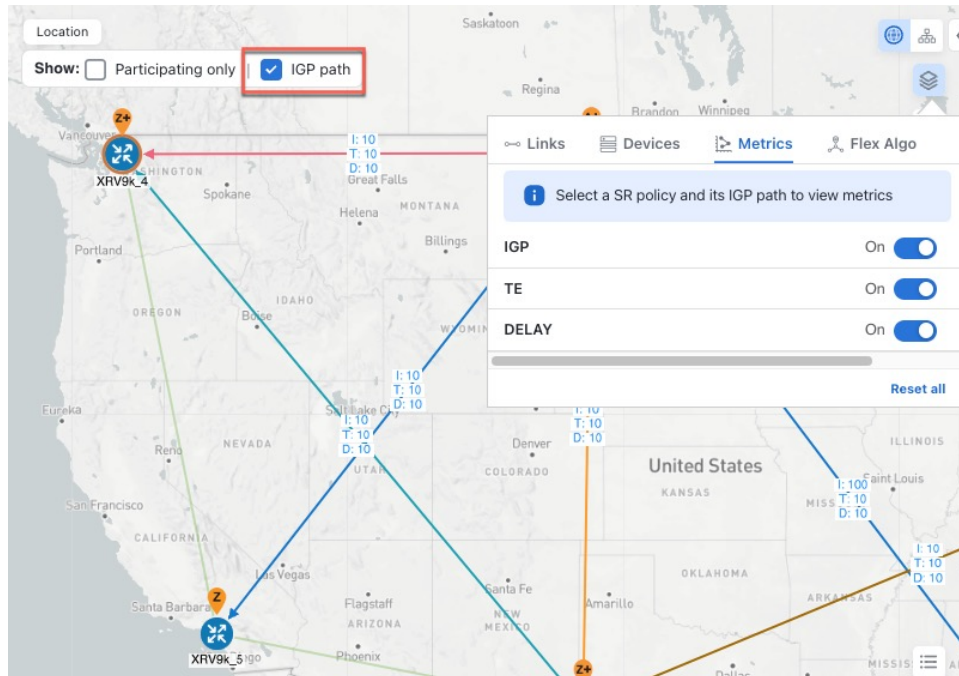 Location
Show: Participating only | IGP path
Saskatoon
Regina
Brandon
Winnipeg
Links
Devices
Metrics
Flex Algo
Select a SR policy and its IGP path to view metrics
IGP On
TE On
DELAY On
Reset all
Z+
Vancouver
XRV9k_4
I: 10
T: 10
D: 10
Great Falls
Spokane
Helena
MONTANA
Billings
Portland
OREGON
IDAHO
Boise
I: 10
T: 10
D: 10
Salt Lake City
I: 10
T: 10
D: 10
Eureka
Reno
NEVADA
UTAH
T: 10
D: 10
Denver
COLORADO
United States
KANSAS
ILLINOIS
Saint Louis
I: 100
T: 10
D: 10
San Francisco
CALIFORNIA
Las Vegas
Santa Fe
OKLAHOMA
I: 10
T: 10
D: 10
Z
Santa Barbara
Flagstaff
ARIZONA
NEW
MEXICO
Amarillo
ARKANSAS
XRV9k_5
Phoenix
Z+
Dallas